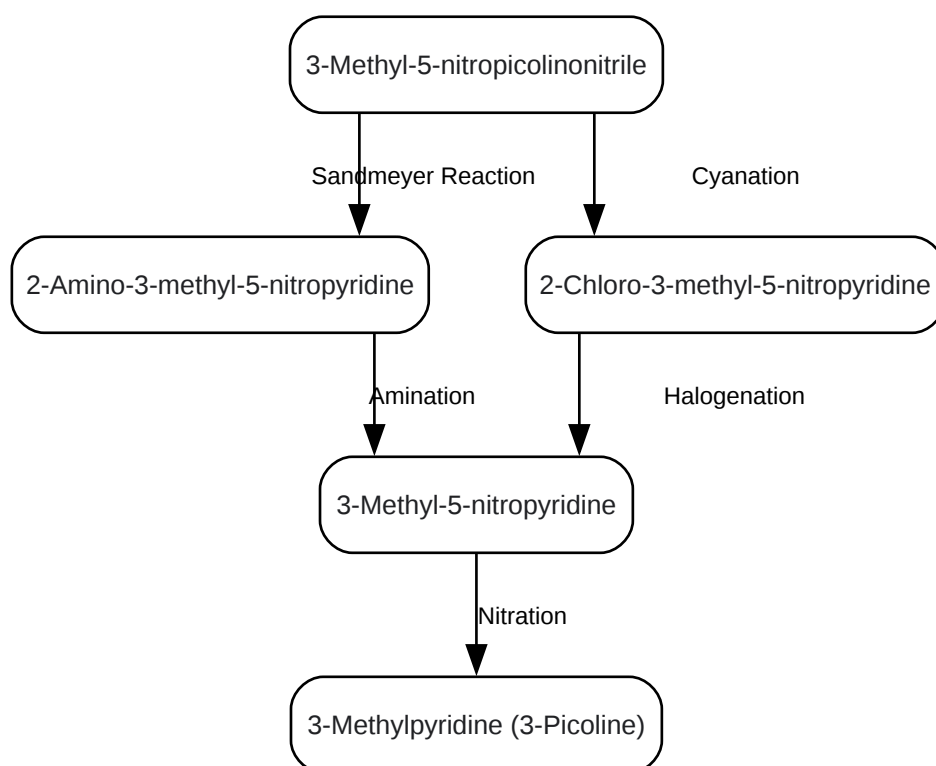 3-Methyl-5-nitropicolinonitrile
Sandmeyer Reaction
Cyanation
2-Amino-3-methyl-5-nitropyridine
2-Chloro-3-methyl-5-nitropyridine
Amination
Halogenation
3-Methyl-5-nitropyridine
Nitration
3-Methylpyridine (3-Picoline)